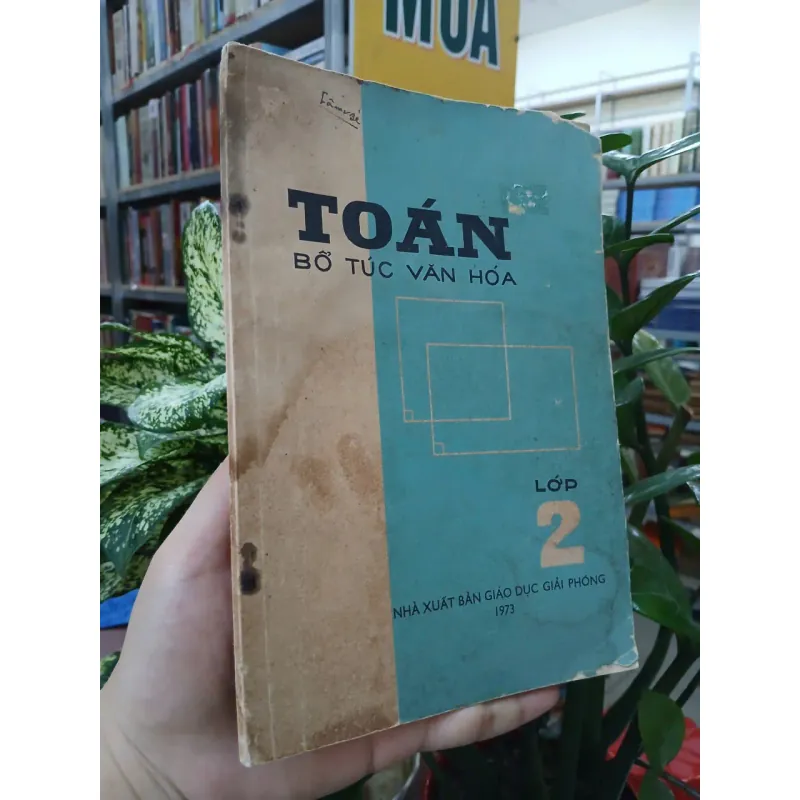 MUA
TOÁN
BỔ TÚC VĂN HÓA
LỚP
2
NHÀ XUẤT BẢN GIÁO DỤC GIẢI PHÓNG
1973